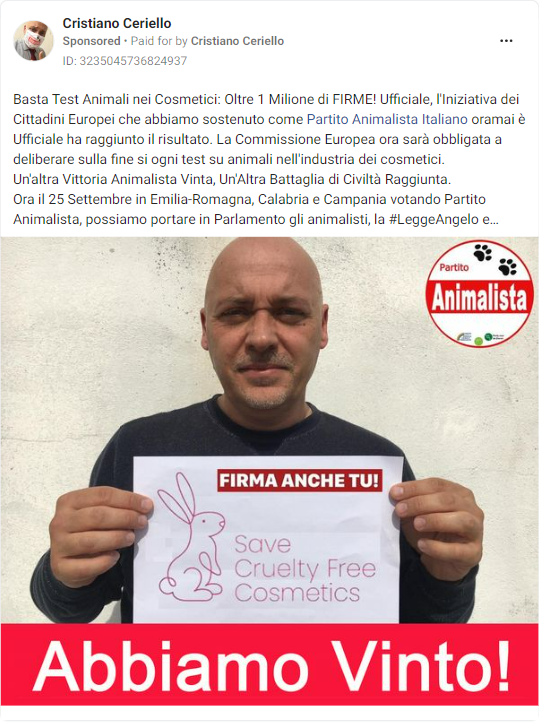 Cristiano Ceriello
Sponsored • Paid for by Cristiano Ceriello
ID: 3235045736824937
Basta Test Animali nei Cosmetici: Oltre 1 Milione di FIRME! Ufficiale, l'Iniziativa dei
Cittadini Europei che abbiamo sostenuto come Partito Animalista Italiano oramai è
Ufficiale ha raggiunto il risultato. La Commissione Europea ora sarà obbligata a
deliberare sulla fine si ogni test su animali nell'industria dei cosmetici.
Un'altra Vittoria Animalista Vinta, Un'Altra Battaglia di Civiltà Raggiunta.
Ora il 25 Settembre in Emilia-Romagna, Calabria e Campania votando Partito
Animalista, possiamo portare in Parlamento gli animalisti, la #LeggeAngelo e...
Partito
Animalista
FIRMA ANCHE TU!
Save
Cruelty Free
Cosmetics
Abbiamo Vinto!